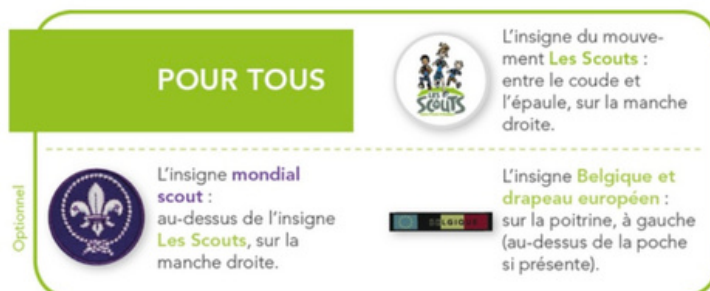 POUR TOUS
L'insigne du mouve-
ment Les Scouts :
entre le coude et
l'épaule, sur la manche
droite.
LES
SCOUTS
Optionnel
L'insigne mondial
scout :
au-dessus de l'insigne
Les Scouts, sur la
manche droite.
BELGIQUE
L'insigne Belgique et
drapeau européen :
sur la poitrine, à gauche
(au-dessus de la poche
si présente).